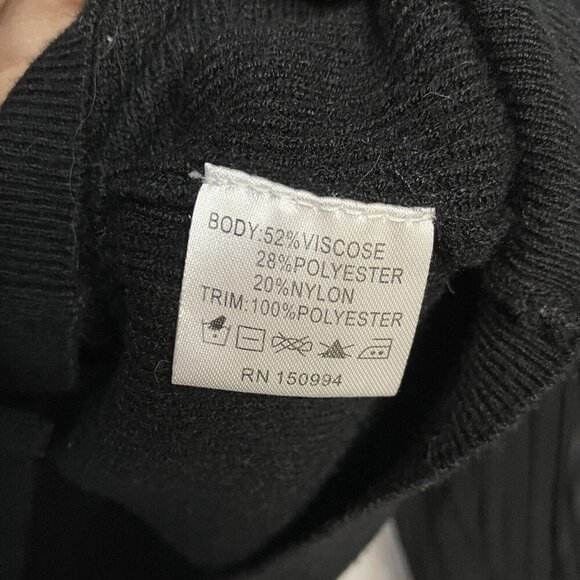 BODY:52%VISCOSE
28%POLYESTER
20%NYLON
TRIM:100%POLYESTER
RN 150994